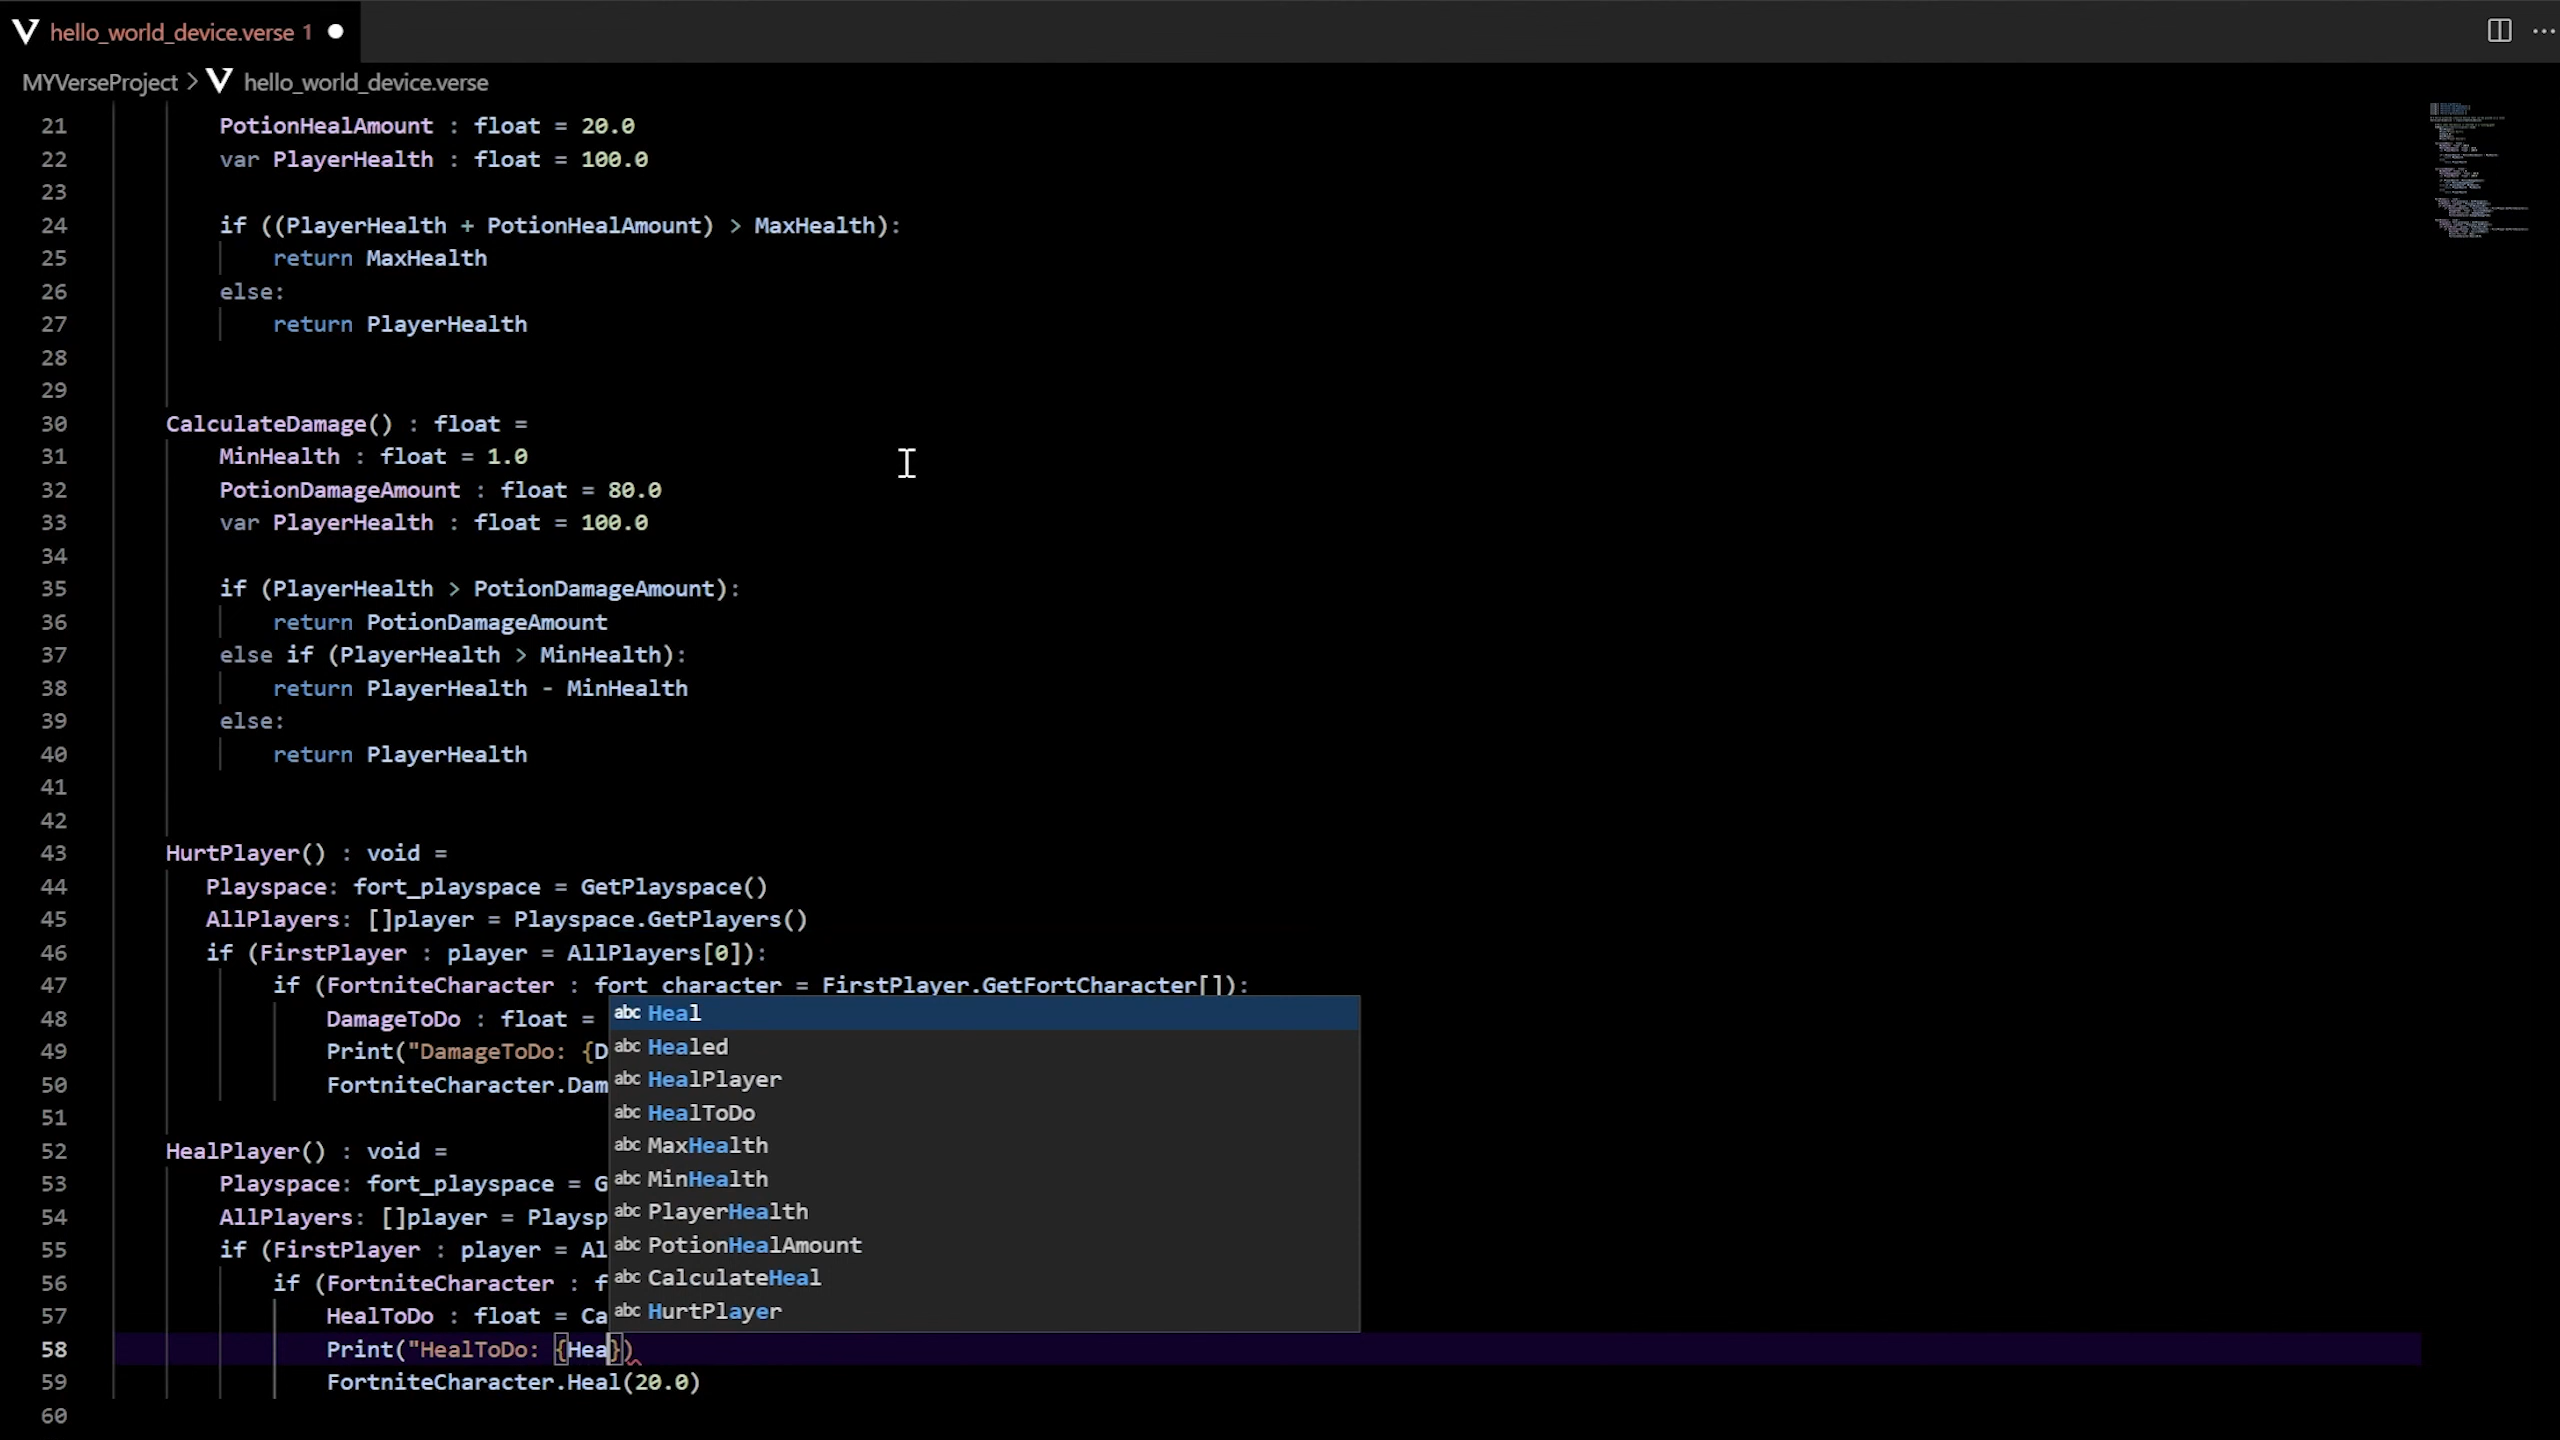 hello_world_device.verse 1
MYVerseProject > hello_world_device.verse
21 PotionHealAmount : float = 20.0
22 var PlayerHealth : float = 100.0
23
24 if ((PlayerHealth + PotionHealAmount) > MaxHealth):
25 return MaxHealth
26 else:
27 return PlayerHealth
28
29
30 CalculateDamage() : float =
31 MinHealth : float = 1.0
32 PotionDamageAmount : float = 80.0
33 var PlayerHealth : float = 100.0
34
35 if (PlayerHealth > PotionDamageAmount):
36 return PotionDamageAmount
37 else if (PlayerHealth > MinHealth):
38 return PlayerHealth - MinHealth
39 else:
40 return PlayerHealth
41
42
43 HurtPlayer() : void =
44 Playspace: fort_playspace = GetPlayspace()
45 AllPlayers: []player = Playspace.GetPlayers()
46 if (FirstPlayer : player = AllPlayers[0]):
47 if (FortniteCharacter : fort_character = FirstPlayer.GetFortCharacter[]):
48 DamageToDo : float =
49 Print("DamageToDo: {D
50 FortniteCharacter.Dam
51
52 HealPlayer() : void =
53 Playspace: fort_playspace = G
54 AllPlayers: []player = Playsp
55 if (FirstPlayer : player = Al
56 if (FortniteCharacter : f
57 HealToDo : float = Ca
58 Print("HealToDo: {Hea})
59 FortniteCharacter.Heal(20.0)
60
abc Heal
abc Healed
abc HealPlayer
abc HealToDo
abc MaxHealth
abc MinHealth
abc PlayerHealth
abc PotionHealAmount
abc CalculateHeal
abc HurtPlayer